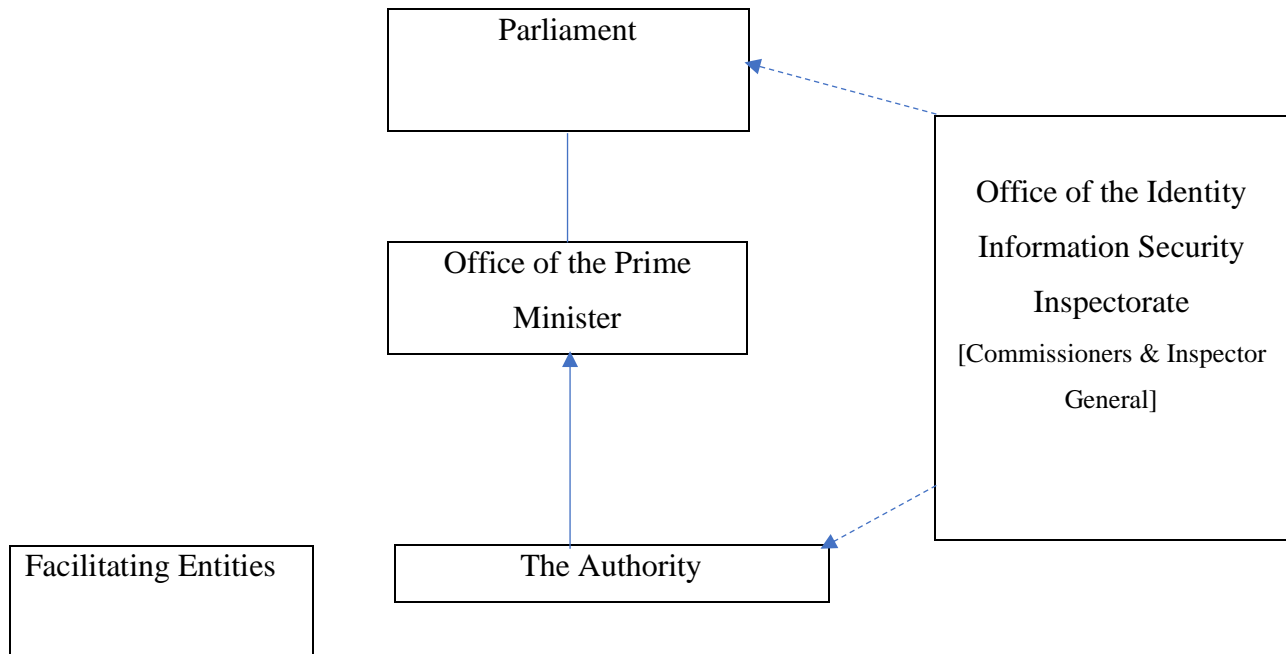 Parliament
Office of the Identity
Information Security
Inspectorate
[Commissioners & Inspector
General]
Office of the Prime
Minister
Facilitating Entities
The Authority